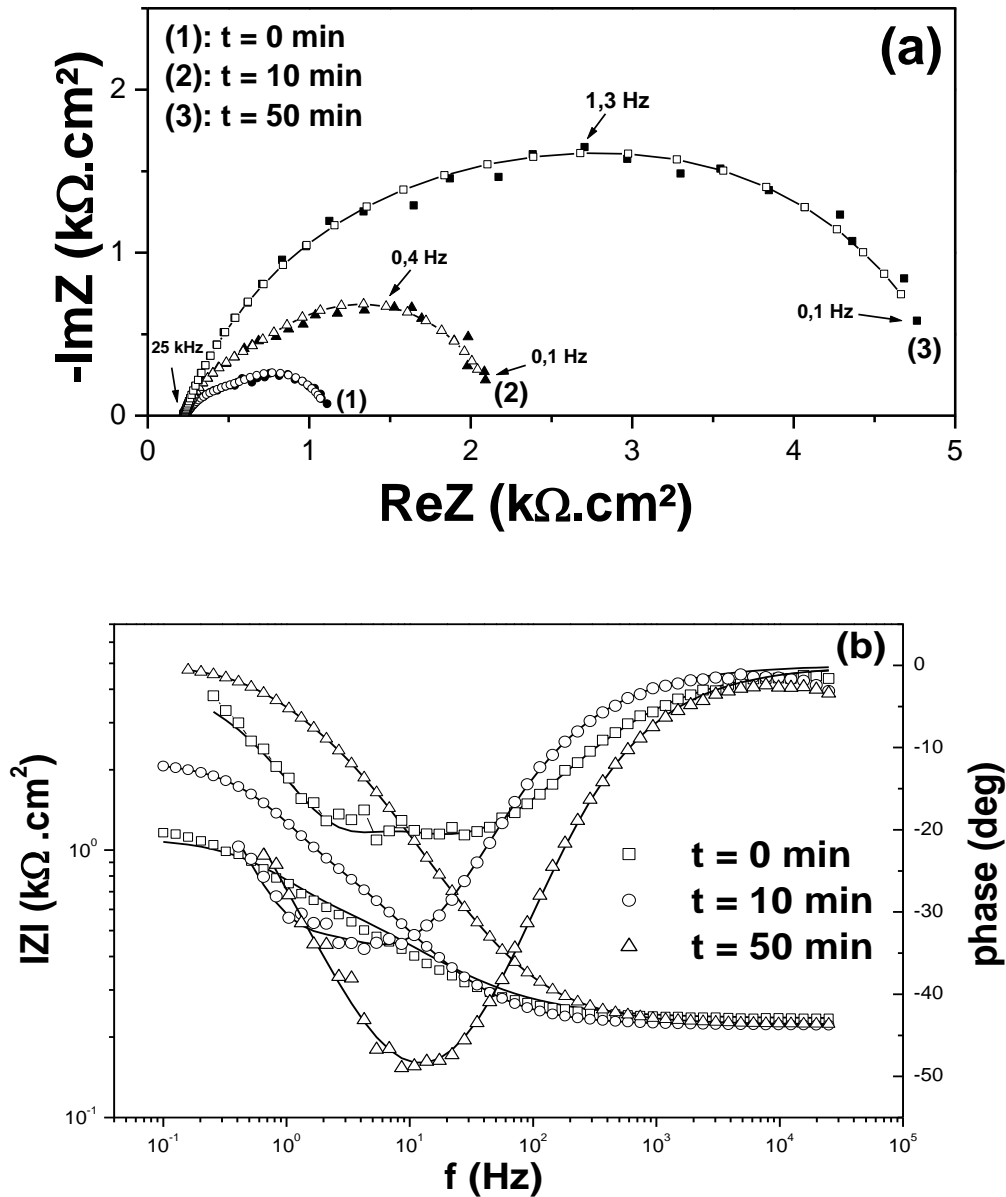 (1): t = 0 min
(2): t = 10 min
(3): t = 50 min
(a)
1,3 Hz
0,4 Hz
25 kHz
0,1 Hz
0,1 Hz
(1)
(2)
(3)
-ImZ (kΩ.cm²)
2
1
0
0 1 2 3 4 5
ReZ (kΩ.cm²)
(b)
IZI (kΩ .cm²)
10⁰
10⁻¹
t = 0 min
t = 10 min
t = 50 min
0
-10
-20
-30
-40
-50
phase (deg)
10⁻¹ 10⁰ 10¹ 10² 10³ 10⁴ 10⁵
f (Hz)